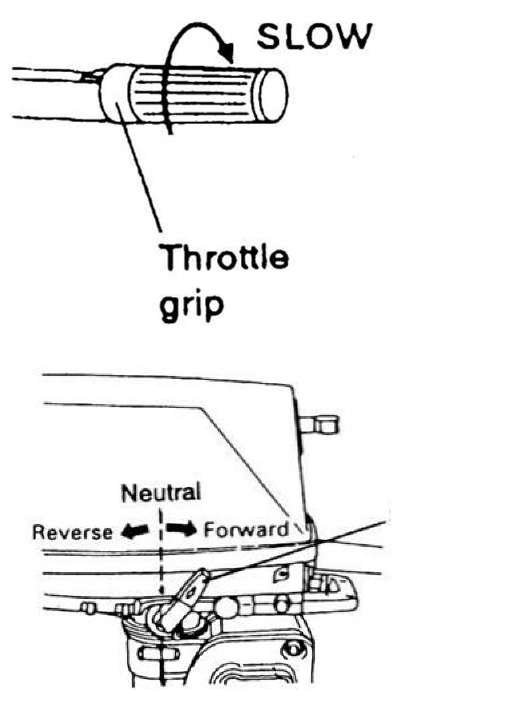 SLOW
Throttle
grip
Neutral
Reverse
Forward